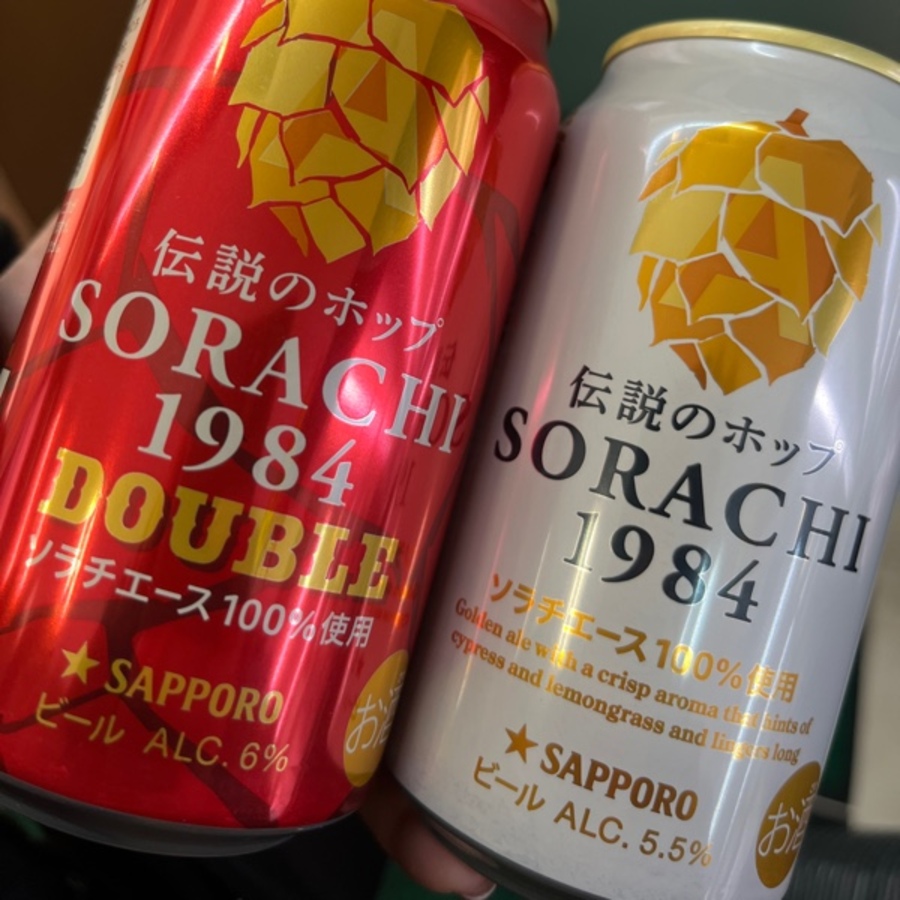 伝説のホップ
SORACHI
1984
DOUBLE
ソラチエース100%使用
SAPPORO
ビール ALC. 6%
伝説のホップ
SORACHI
1984
ソラチエース100%使用
Golden ale with a crisp aroma that hints of
cypress and lemongrass and lingers long
SAPPORO
ビール ALC. 5.5%